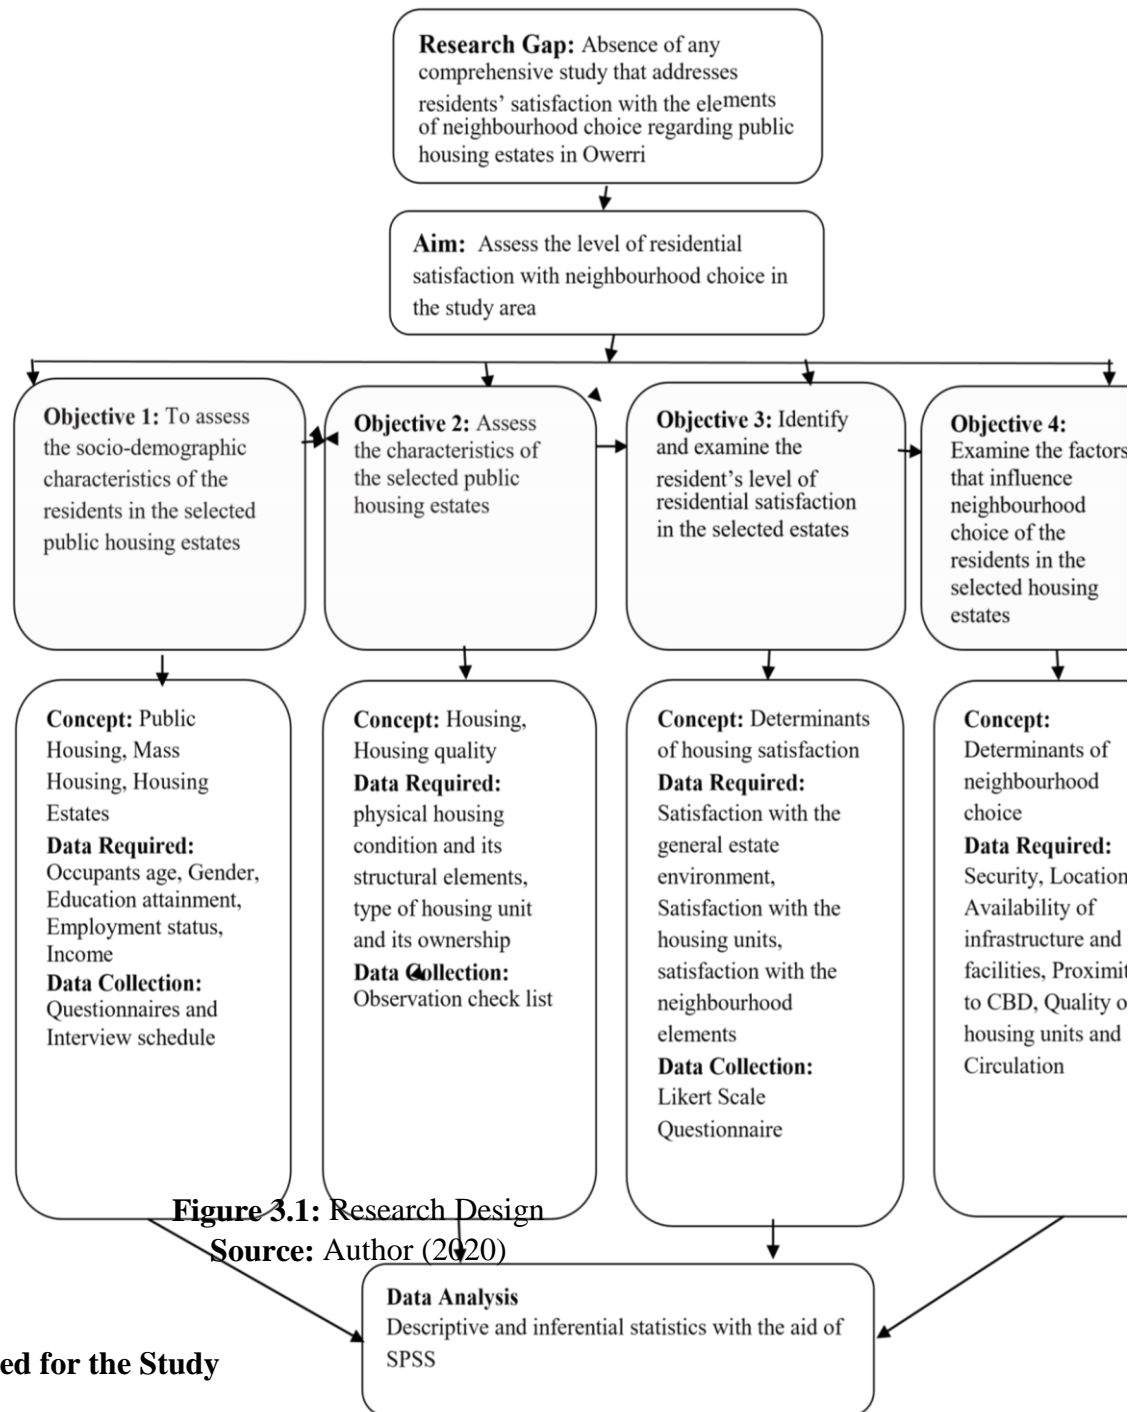 Research Gap: Absence of any
comprehensive study that addresses
residents' satisfaction with the elements
of neighbourhood choice regarding public
housing estates in Owerri
Aim: Assess the level of residential
satisfaction with neighbourhood choice in
the study area
Objective 1: To assess
the socio-demographic
characteristics of the
residents in the selected
public housing estates
Objective 2: Assess
the characteristics of
the selected public
housing estates
Objective 3: Identify
and examine the
resident's level of
residential satisfaction
in the selected estates
Objective 4:
Examine the factors
that influence
neighbourhood
choice of the
residents in the
selected housing
estates
Concept: Public
Housing, Mass
Housing, Housing
Estates
Data Required:
Occupants age, Gender,
Education attainment,
Employment status,
Income
Data Collection:
Questionnaires and
Interview schedule
Concept: Housing,
Housing quality
Data Required:
physical housing
condition and its
structural elements,
type of housing unit
and its ownership
Data Collection:
Observation check list
Concept: Determinants
of housing satisfaction
Data Required:
Satisfaction with the
general estate
environment,
Satisfaction with the
housing units,
satisfaction with the
neighbourhood
elements
Data Collection:
Likert Scale
Questionnaire
Concept:
Determinants of
neighbourhood
choice
Data Required:
Security, Location
Availability of
infrastructure and
facilities, Proximit
to CBD, Quality o
housing units and
Circulation
Figure 3.1: Research Design
Source: Author (2020)
Data Analysis
Descriptive and inferential statistics with the aid of
SPSS
ed for the Study